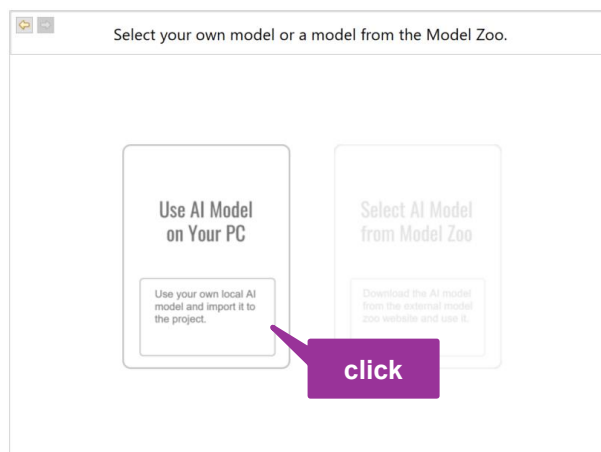 Select your own model or a model from the Model Zoo.
Use AI Model
on Your PC
Use your own local AI
model and import it to
the project.
Select AI Model
from Model Zoo
Download the AI model
from the external model
zoo website and use it.
click